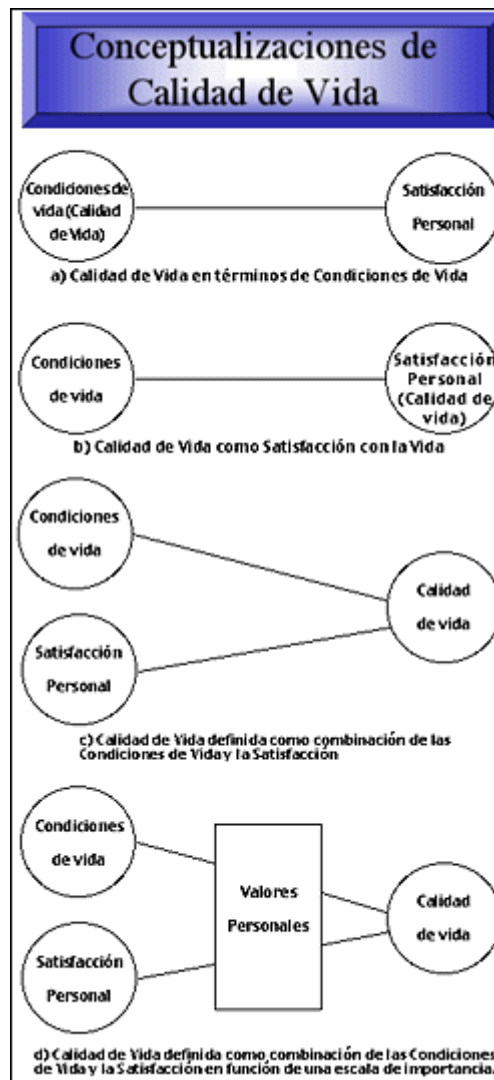 Conceptualizaciones de
Calidad de Vida
Condiciones de
vida (Calidad
de Vida)
Satisfacción
Personal
a) Calidad de Vida en términos de Condiciones de Vida
Condiciones
de vida
Satisfacción
Personal
(Calidad de
vida)
b) Calidad de Vida como Satisfacción con la Vida
Condiciones
de vida
Satisfacción
Personal
Calidad
de vida
c) Calidad de Vida definida como combinación de las
Condiciones de Vida y la Satisfacción
Condiciones
de vida
Satisfacción
Personal
Valores
Personales
Calidad
de vida
d) Calidad de Vida definida como combinación de las Condiciones
de Vida y la Satisfacción en función de una escala de importancia.